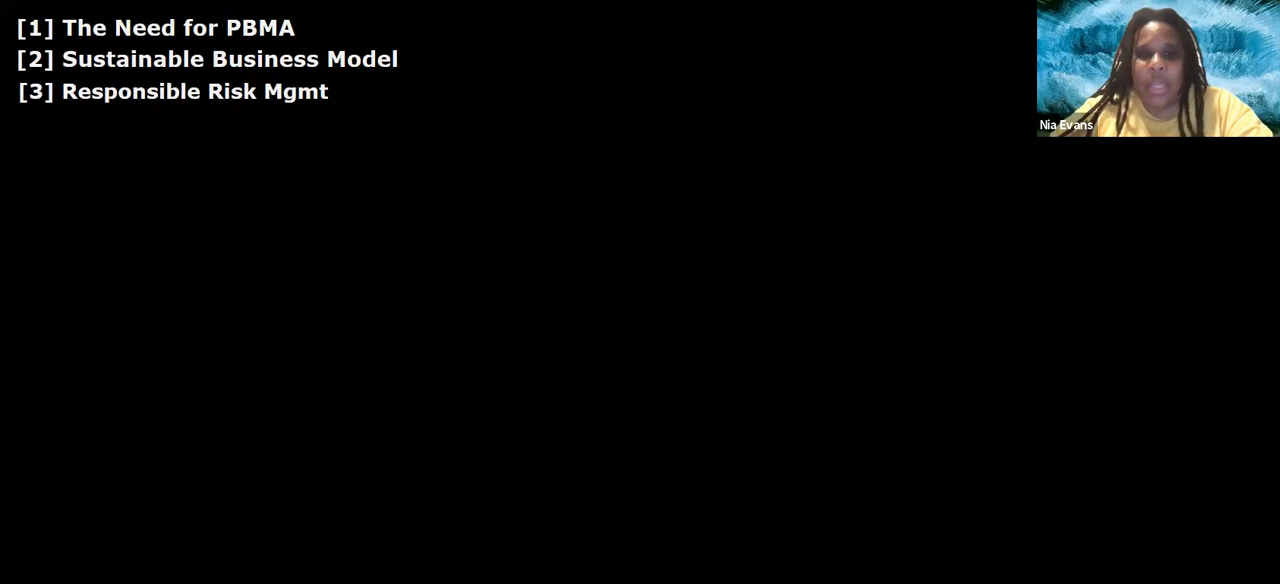 [1] The Need for PBMA
[2] Sustainable Business Model
[3] Responsible Risk Mgmt
Nia Evans